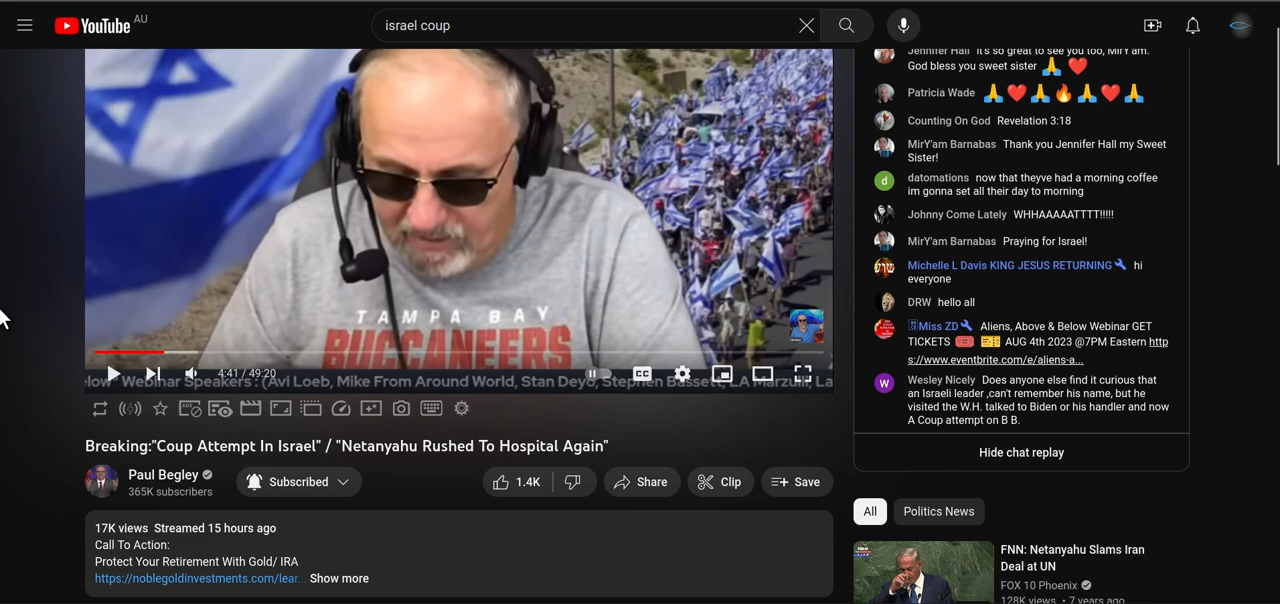 YouTube AU
israel coup
TAMPA BAY
BUCCANEERS
4:41 / 49:20
CC
Webinar Speakers: (Avi Loeb, Mike From Around World, Stan Deyo, Stephen Bassett, LA Marzulli, La
Breaking:"Coup Attempt In Israel" / "Netanyahu Rushed To Hospital Again"
Paul Begley
365K subscribers
Subscribed
1.4K
Share
Clip
Save
17K views Streamed 15 hours ago
Call To Action:
Protect Your Retirement With Gold/ IRA
https://noblegoldinvestments.com/lear... Show more
Jennifer Hall It's so great to see you too, MirY'am.
God bless you sweet sister 🙏 ❤️
Patricia Wade 🙏❤️🙏🔥🙏❤️🙏
Counting On God Revelation 3:18
MirY'am Barnabas Thank you Jennifer Hall my Sweet
Sister!
d
datomations now that theyve had a morning coffee
im gonna set all their day to morning
Johnny Come Lately WHHAAAAATTTT!!!!!
MirY'am Barnabas Praying for Israel!
Michelle L Davis KING JESUS RETURNING hi
everyone
DRW hello all
Miss ZD Aliens, Above & Below Webinar GET
TICKETS 🎟️ 🎫 AUG 4th 2023 @7PM Eastern http
s://www.eventbrite.com/e/aliens-a...
W
Wesley Nicely Does anyone else find it curious that
an Israeli leader ,can't remember his name, but he
visited the W.H. talked to Biden or his handler and now
A Coup attempt on B B.
Hide chat replay
All
Politics News
FNN: Netanyahu Slams Iran
Deal at UN
FOX 10 Phoenix
128K views • 7 years ago